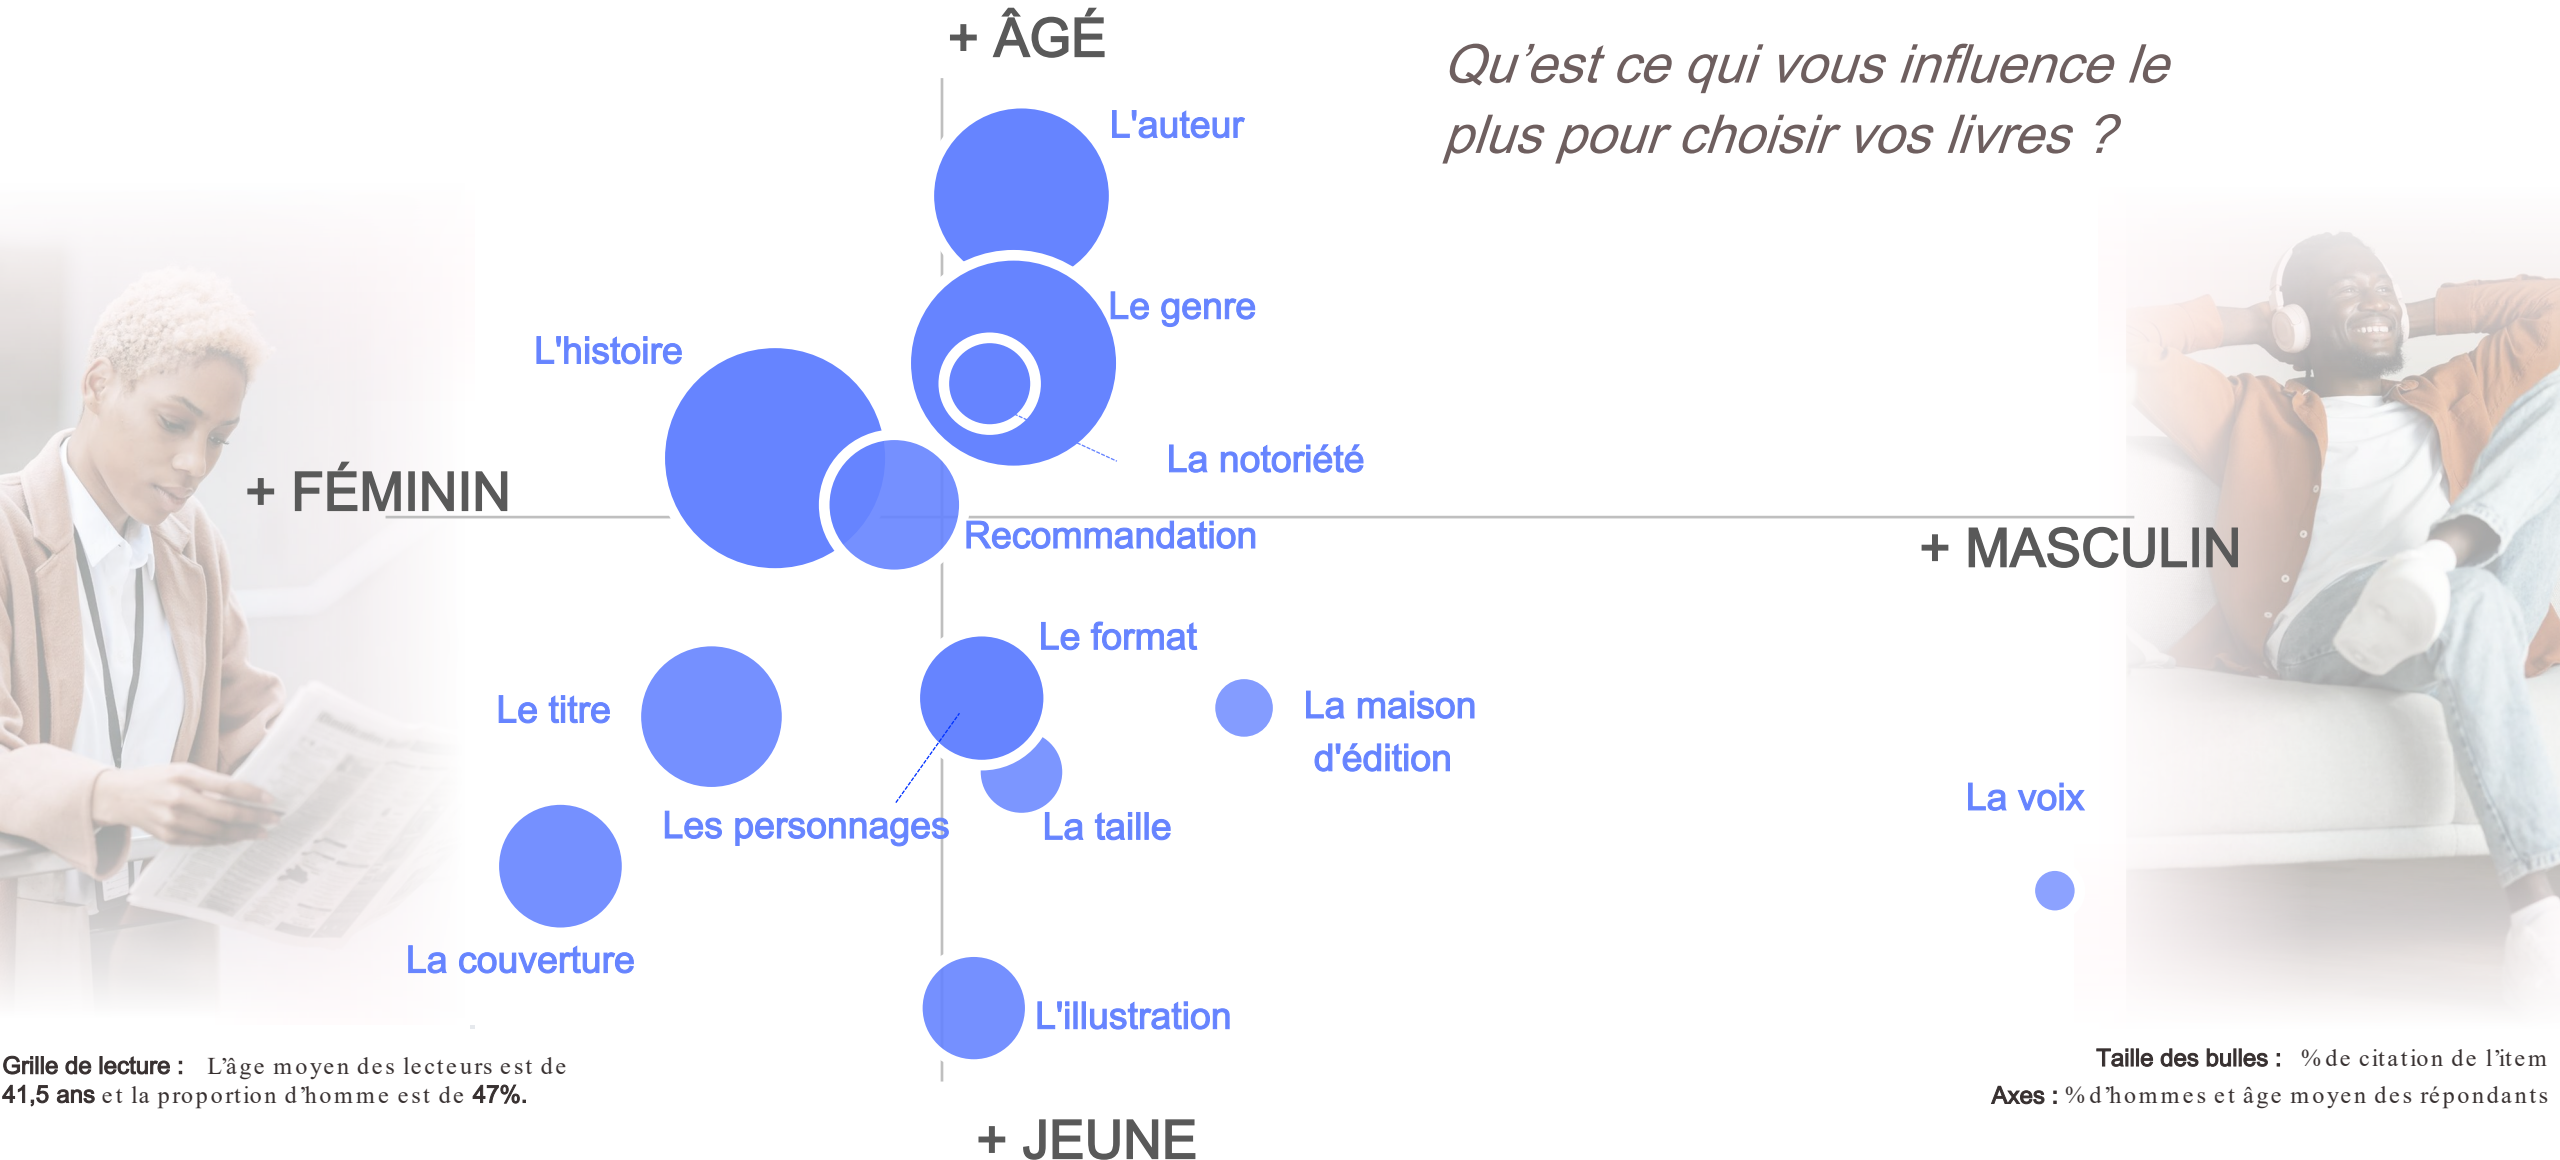 + ÂGÉ
Qu’est ce qui vous influence le
plus pour choisir vos livres ?
L'auteur
Le genre
L'histoire
La notoriété
+ FÉMININ
Recommandation
+ MASCULIN
Le format
Le titre
La maison
d'édition
La voix
Les personnages
La taille
La couverture
L'illustration
Grille de lecture : L’âge moyen des lecteurs est de
41,5 ans et la proportion d’homme est de 47%.
Taille des bulles : % de citation de l’item
Axes : % d’hommes et âge moyen des répondants
+ JEUNE